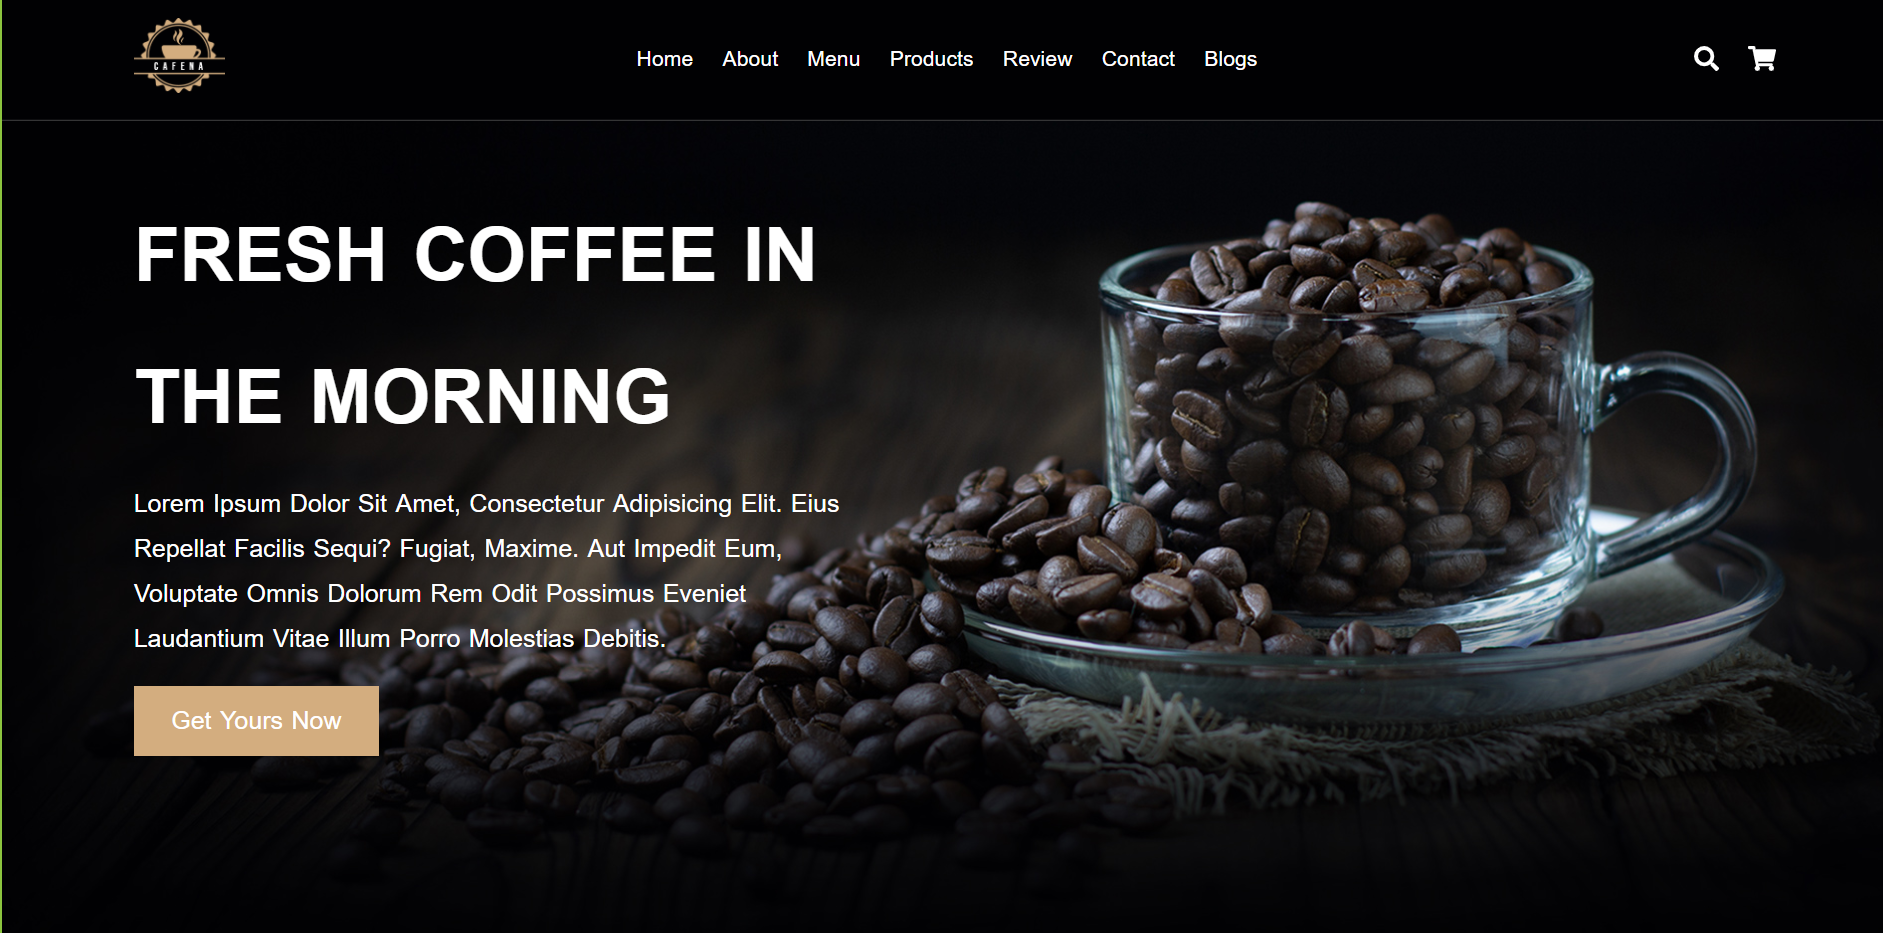 CAFENA
Home About Menu Products Review Contact Blogs
FRESH COFFEE IN
THE MORNING
Lorem Ipsum Dolor Sit Amet, Consectetur Adipisicing Elit. Eius
Repellat Facilis Sequi? Fugiat, Maxime. Aut Impedit Eum,
Voluptate Omnis Dolorum Rem Odit Possimus Eveniet
Laudantium Vitae Illum Porro Molestias Debitis.
Get Yours Now